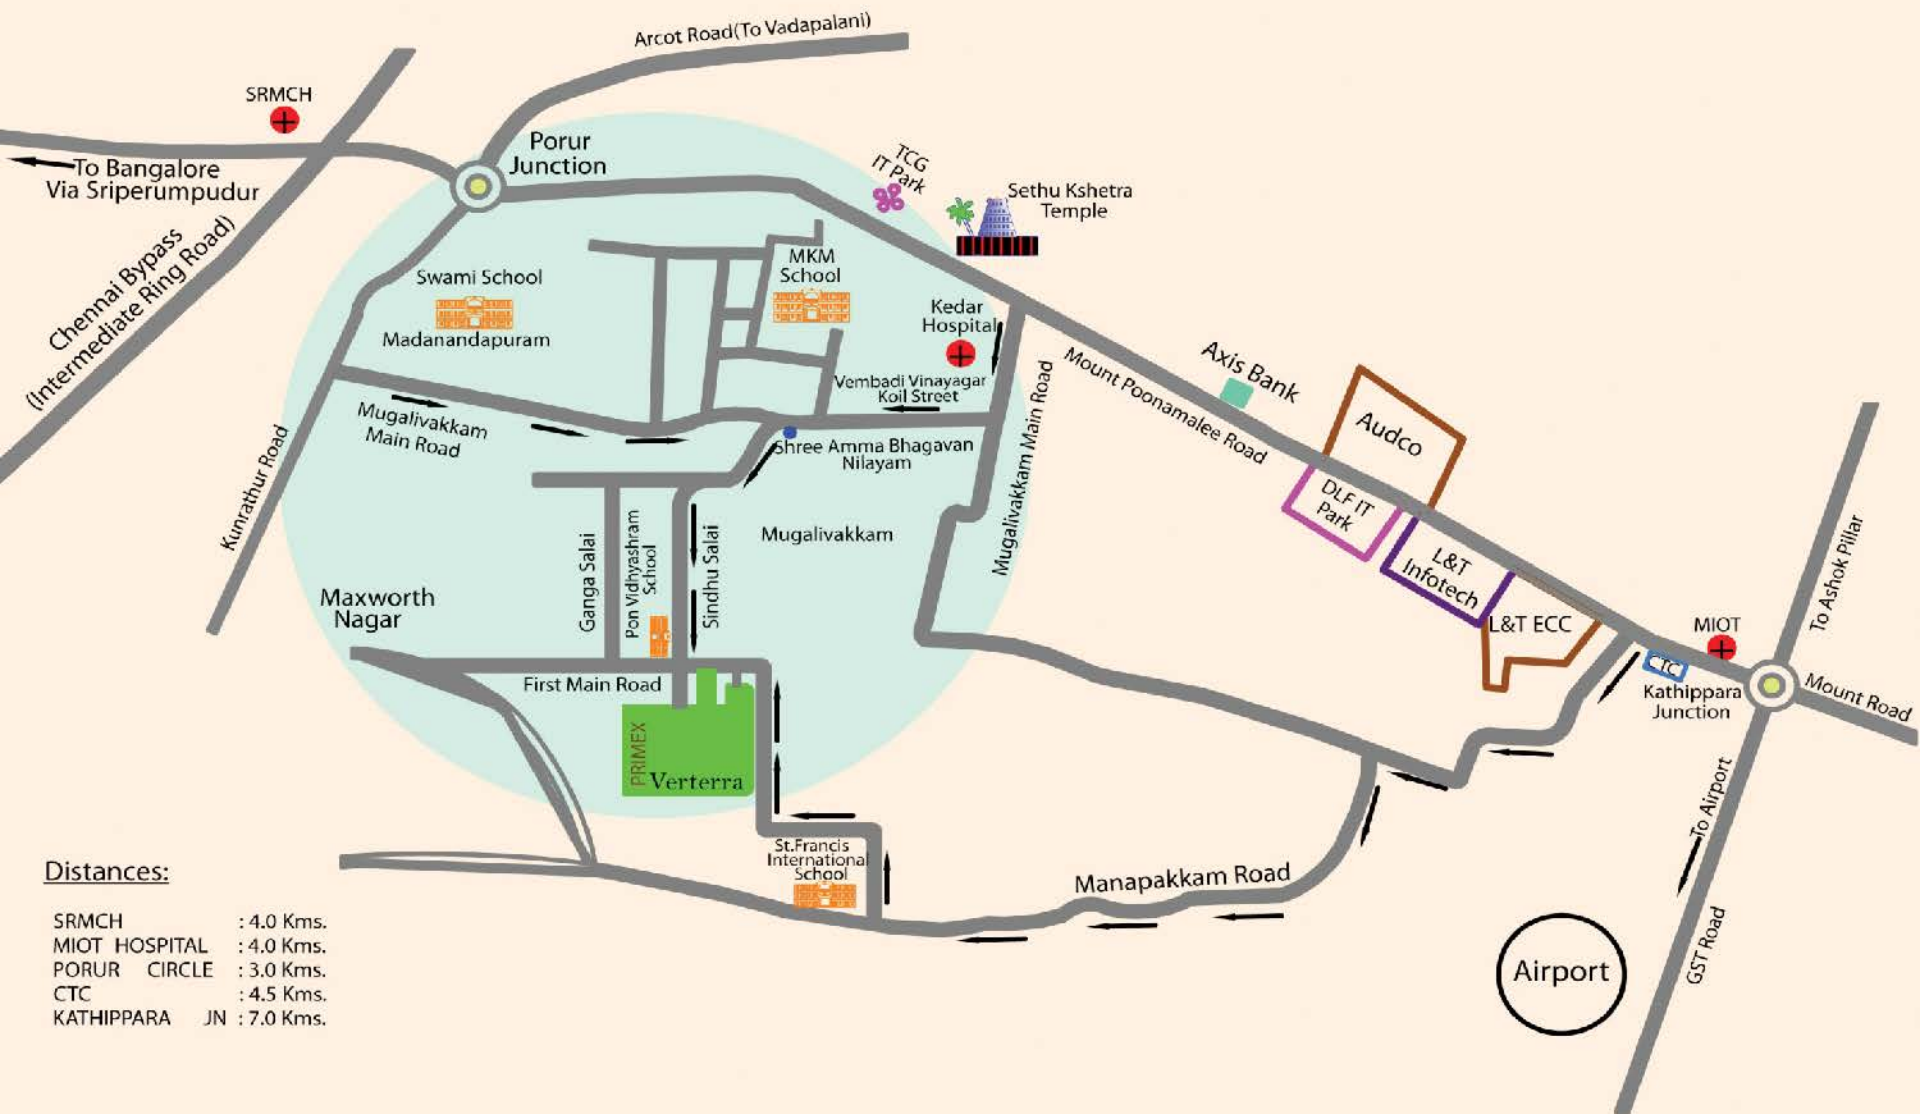 Arcot Road(To Vadapalani)
SRMCH
Porur
Junction
To Bangalore
Via Sriperumpudur
TCG
IT Park
Sethu Kshetra
Temple
Chennai Bypass
(Intermediate Ring Road)
Swami School
Madanandapuram
MKM
School
Kedar
Hospital
Vembadi Vinayagar
Koil Street
Mount Poonamalee Road
Axis Bank
Audco
Mugalivakkam
Main Road
Shree Amma Bhagavan
Nilayam
Mugalivakkam Main Road
Kunrathur Road
DLF IT
Park
L&T
Infotech
L&T ECC
To Ashok Pillar
Ganga Salai
Pon Vidhyashram
School
Sindhu Salai
Mugalivakkam
Maxworth
Nagar
MIOT
CTC
Kathippara
Junction
Mount Road
First Main Road
PRIMEX
Verterra
To Airport
St.Francis
International
School
Manapakkam Road
GST Road
Airport
Distances:
SRMCH : 4.0 Kms.
MIOT HOSPITAL : 4.0 Kms.
PORUR CIRCLE : 3.0 Kms.
CTC : 4.5 Kms.
KATHIPPARA JN : 7.0 Kms.